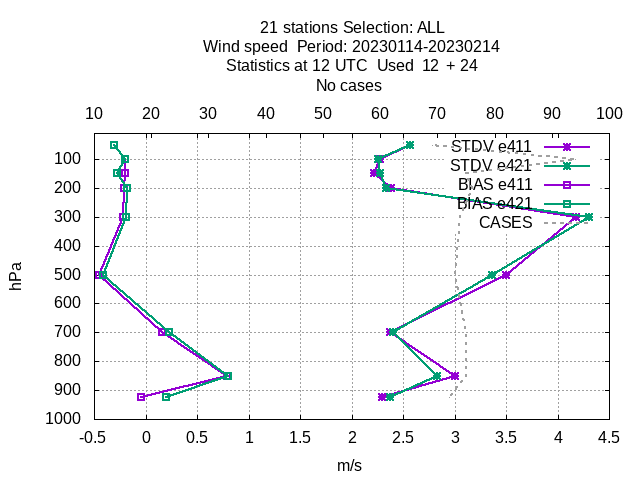 21 stations Selection: ALL
Wind speed  Period: 20230114-20230214
Statistics at 12 UTC  Used  12  + 24
No cases
10 20 30 40 50 60 70 80 90 100
STDV e411
STDV e421
BIAS e411
BIAS e421
CASES
hPa
100
200
300
400
500
600
700
800
900
1000
-0.5 0 0.5 1 1.5 2 2.5 3 3.5 4 4.5
m/s